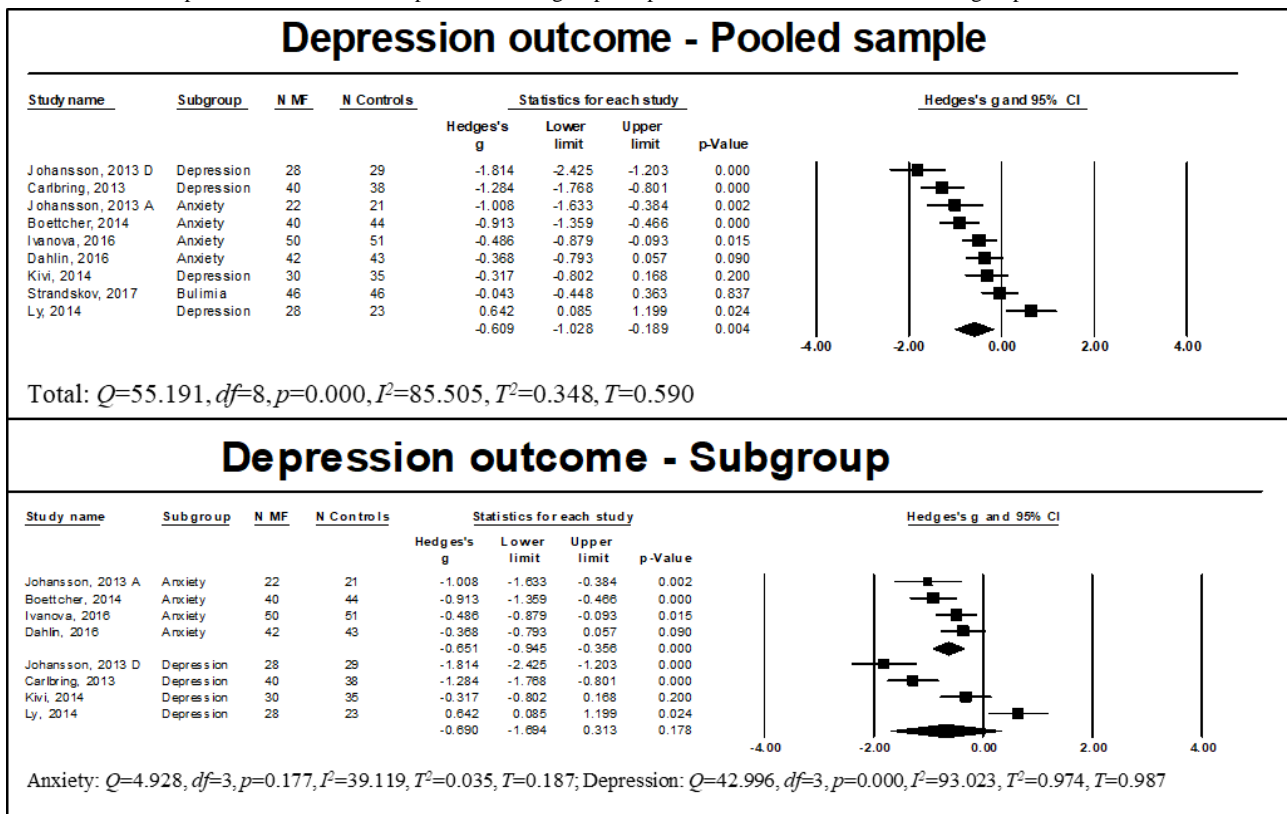 Depression outcome - Pooled sample
Study name Subgroup N MF N Controls Statistics for each study Hedges's g and 95% CI
Hedges's g Lower limit Upper limit p-Value
Johansson, 2013 D Depression 28 29 -1.814 -2.425 -1.203 0.000
Carlbring, 2013 Depression 40 38 -1.284 -1.768 -0.801 0.000
Johansson, 2013 A Anxiety 22 21 -1.008 -1.633 -0.384 0.002
Boettcher, 2014 Anxiety 40 44 -0.913 -1.359 -0.466 0.000
Ivanova, 2016 Anxiety 50 51 -0.486 -0.879 -0.093 0.015
Dahlin, 2016 Anxiety 42 43 -0.368 -0.793 0.057 0.090
Kivi, 2014 Depression 30 35 -0.317 -0.802 0.168 0.200
Strandskov, 2017 Bulimia 46 46 -0.043 -0.448 0.363 0.837
Ly, 2014 Depression 28 23 0.642 0.085 1.199 0.024
-0.609 -1.028 -0.189 0.004
-4.00 -2.00 0.00 2.00 4.00
Total: Q=55.191, df=8, p=0.000, I²=85.505, T²=0.348, T=0.590
Depression outcome - Subgroup
Study name Subgroup N MF N Controls Statistics for each study Hedges's g and 95% CI
Hedges's g Lower limit Upper limit p-Value
Johansson, 2013 A Anxiety 22 21 -1.008 -1.633 -0.384 0.002
Boettcher, 2014 Anxiety 40 44 -0.913 -1.359 -0.466 0.000
Ivanova, 2016 Anxiety 50 51 -0.486 -0.879 -0.093 0.015
Dahlin, 2016 Anxiety 42 43 -0.368 -0.793 0.057 0.090
-0.651 -0.945 -0.356 0.000
Johansson, 2013 D Depression 28 29 -1.814 -2.425 -1.203 0.000
Carlbring, 2013 Depression 40 38 -1.284 -1.768 -0.801 0.000
Kivi, 2014 Depression 30 35 -0.317 -0.802 0.168 0.200
Ly, 2014 Depression 28 23 0.642 0.085 1.199 0.024
-0.690 -1.694 0.313 0.178
-4.00 -2.00 0.00 2.00 4.00
Anxiety: Q=4.928, df=3, p=0.177, I²=39.119, T²=0.035, T=0.187; Depression: Q=42.996, df=3, p=0.000, I²=93.023, T²=0.974, T=0.987